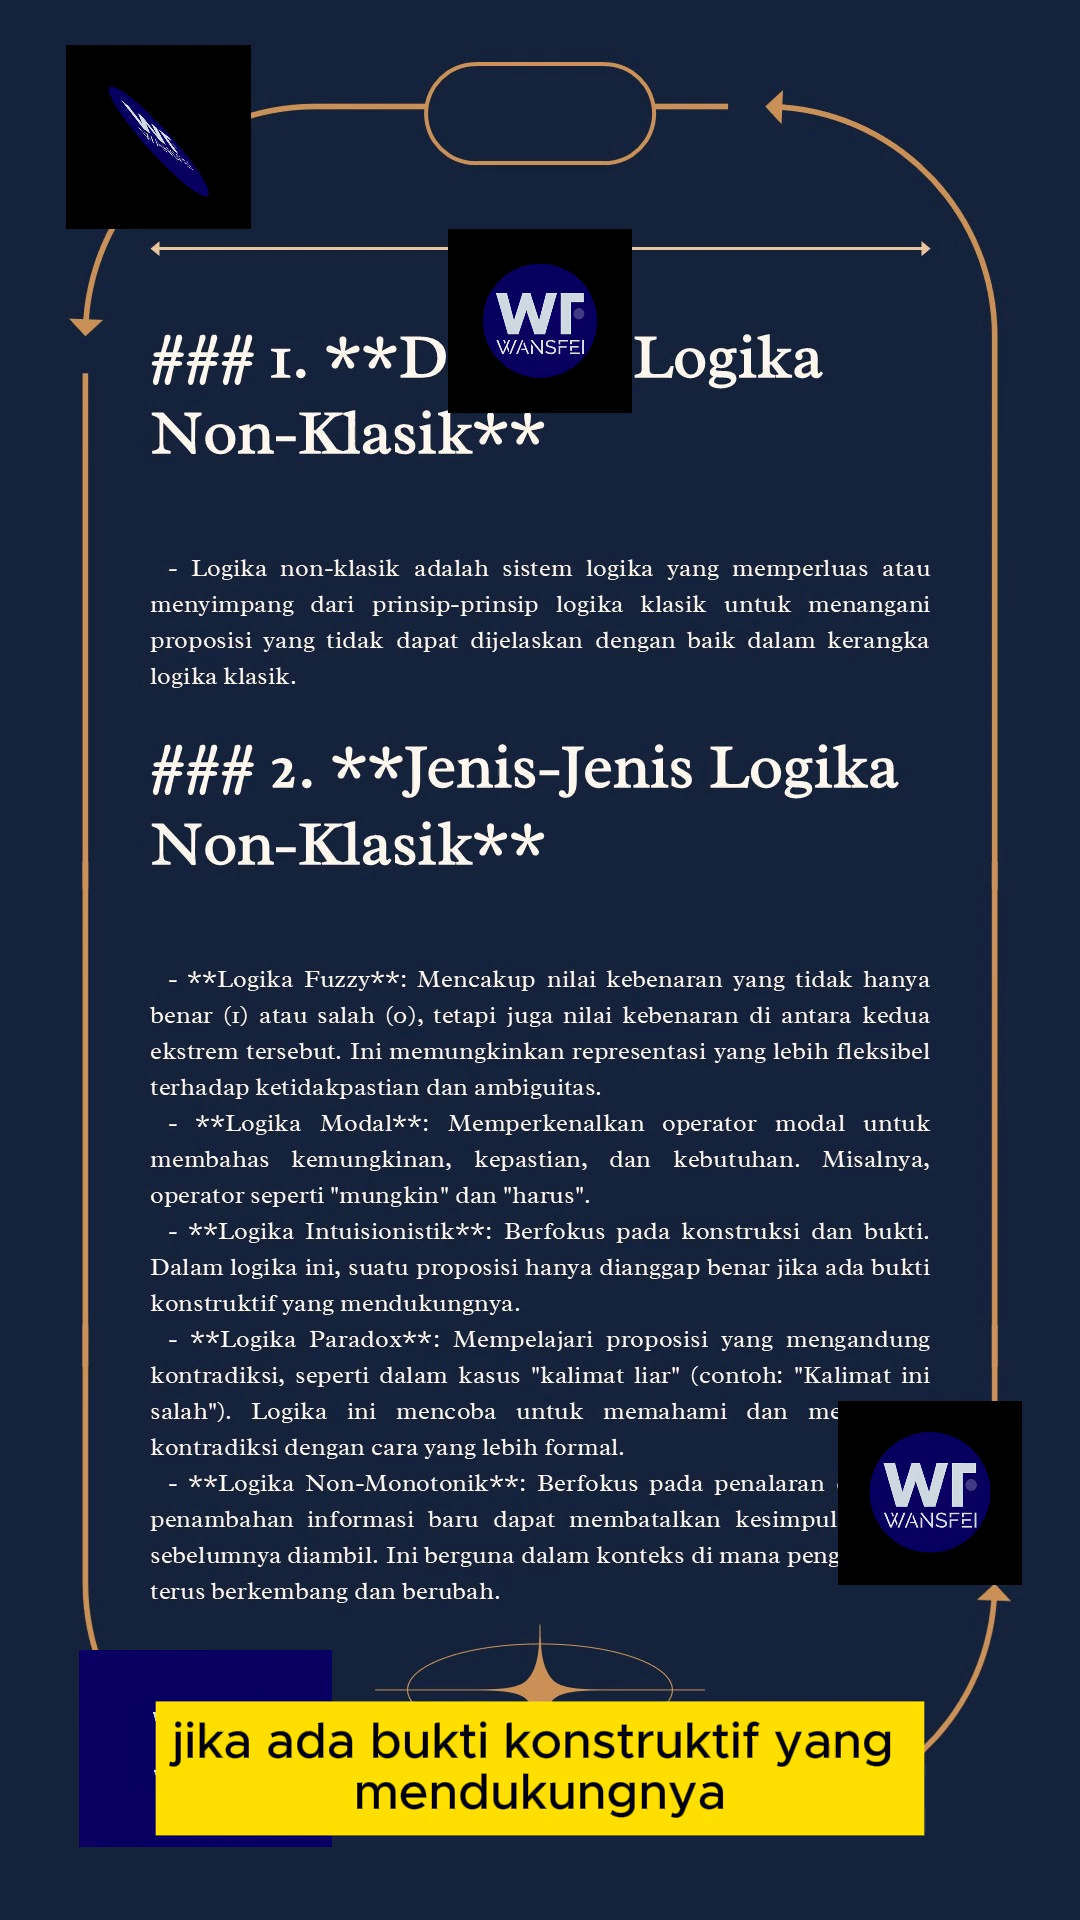 WF
WANSFEI
### 1. **D Logika
Non-Klasik**
- Logika non-klasik adalah sistem logika yang memperluas atau
menyimpang dari prinsip-prinsip logika klasik untuk menangani
proposisi yang tidak dapat dijelaskan dengan baik dalam kerangka
logika klasik.
### 2. **Jenis-Jenis Logika
Non-Klasik**
- **Logika Fuzzy**: Mencakup nilai kebenaran yang tidak hanya
benar (1) atau salah (0), tetapi juga nilai kebenaran di antara kedua
ekstrem tersebut. Ini memungkinkan representasi yang lebih fleksibel
terhadap ketidakpastian dan ambiguitas.
- **Logika Modal**: Memperkenalkan operator modal untuk
membahas kemungkinan, kepastian, dan kebutuhan. Misalnya,
operator seperti "mungkin" dan "harus".
- **Logika Intuisionistik**: Berfokus pada konstruksi dan bukti.
Dalam logika ini, suatu proposisi hanya dianggap benar jika ada bukti
konstruktif yang mendukungnya.
- **Logika Paradox**: Mempelajari proposisi yang mengandung
kontradiksi, seperti dalam kasus "kalimat liar" (contoh: "Kalimat ini
salah"). Logika ini mencoba untuk memahami dan
kontradiksi dengan cara yang lebih formal.
- **Logika Non-Monotonik**: Berfokus pada penalaran
penambahan informasi baru dapat membatalkan
sebelumnya diambil. Ini berguna dalam konteks di mana
terus berkembang dan berubah.
WF
WANSFEI
jika ada bukti konstruktif yang
mendukungnya